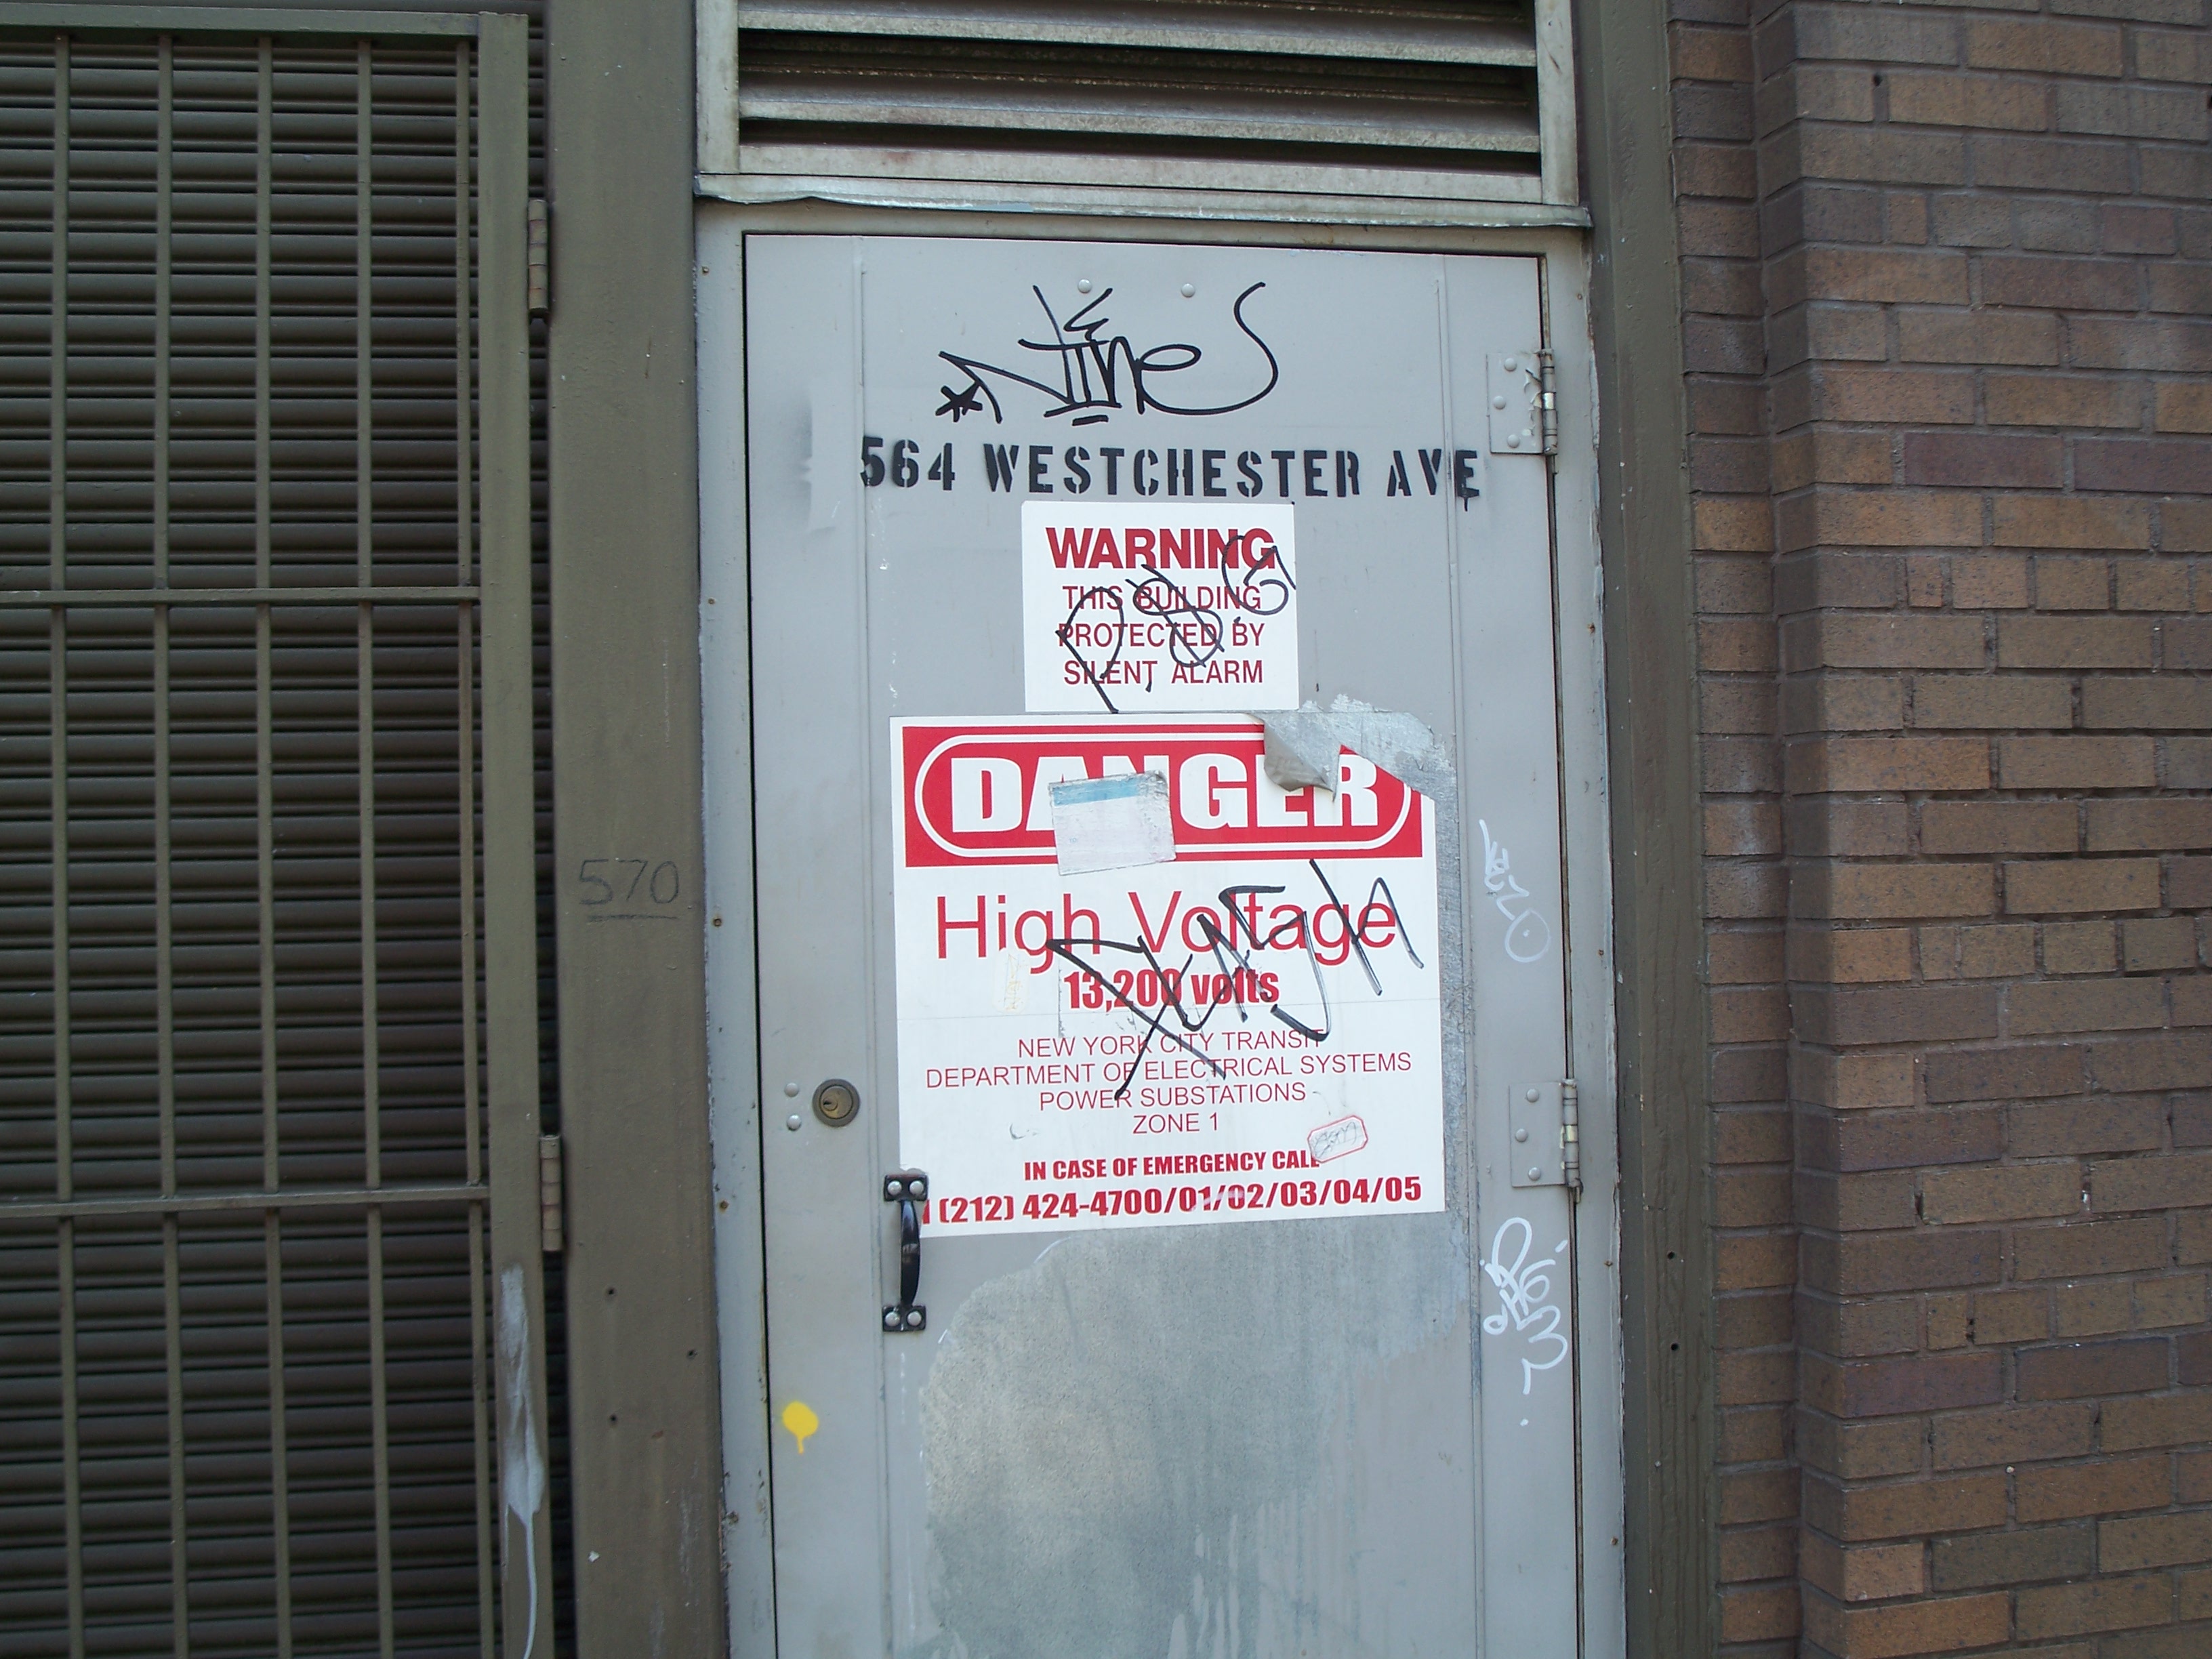 564 WESTCHESTER AVE
WARNING
THIS BUILDING
PROTECTED BY
SILENT ALARM
DANGER
High Voltage
13,200 volts
NEW YORK CITY TRANSIT
DEPARTMENT OF ELECTRICAL SYSTEMS
POWER SUBSTATIONS
ZONE 1
IN CASE OF EMERGENCY CALL
1 (212) 424-4700/01/02/03/04/05
570